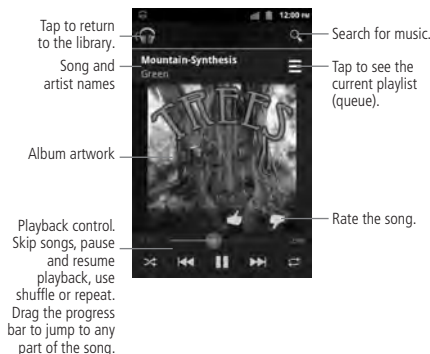 Tap to return
to the library.
Song and
artist names
Album artwork
Playback control.
Skip songs, pause
and resume
playback, use
shuffle or repeat.
Drag the progress
bar to jump to any
part of the song.
12:00 PM
Mountain-Synthesis
Green
TREES
Search for music.
Tap to see the
current playlist
(queue).
Rate the song.